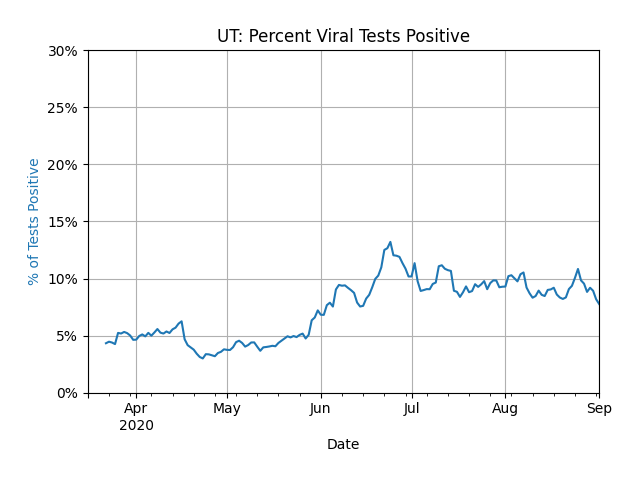 UT: Percent Viral Tests Positive
30%
25%
20%
15%
10%
5%
0%
% of Tests Positive
Apr May Jun Jul Aug Sep
2020
Date